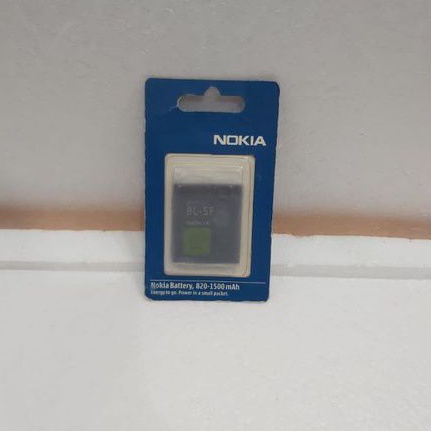 NOKIA
BL-5F
Nokia Battery, 820-1500 mAh
Energy to go. Power in a small packet.